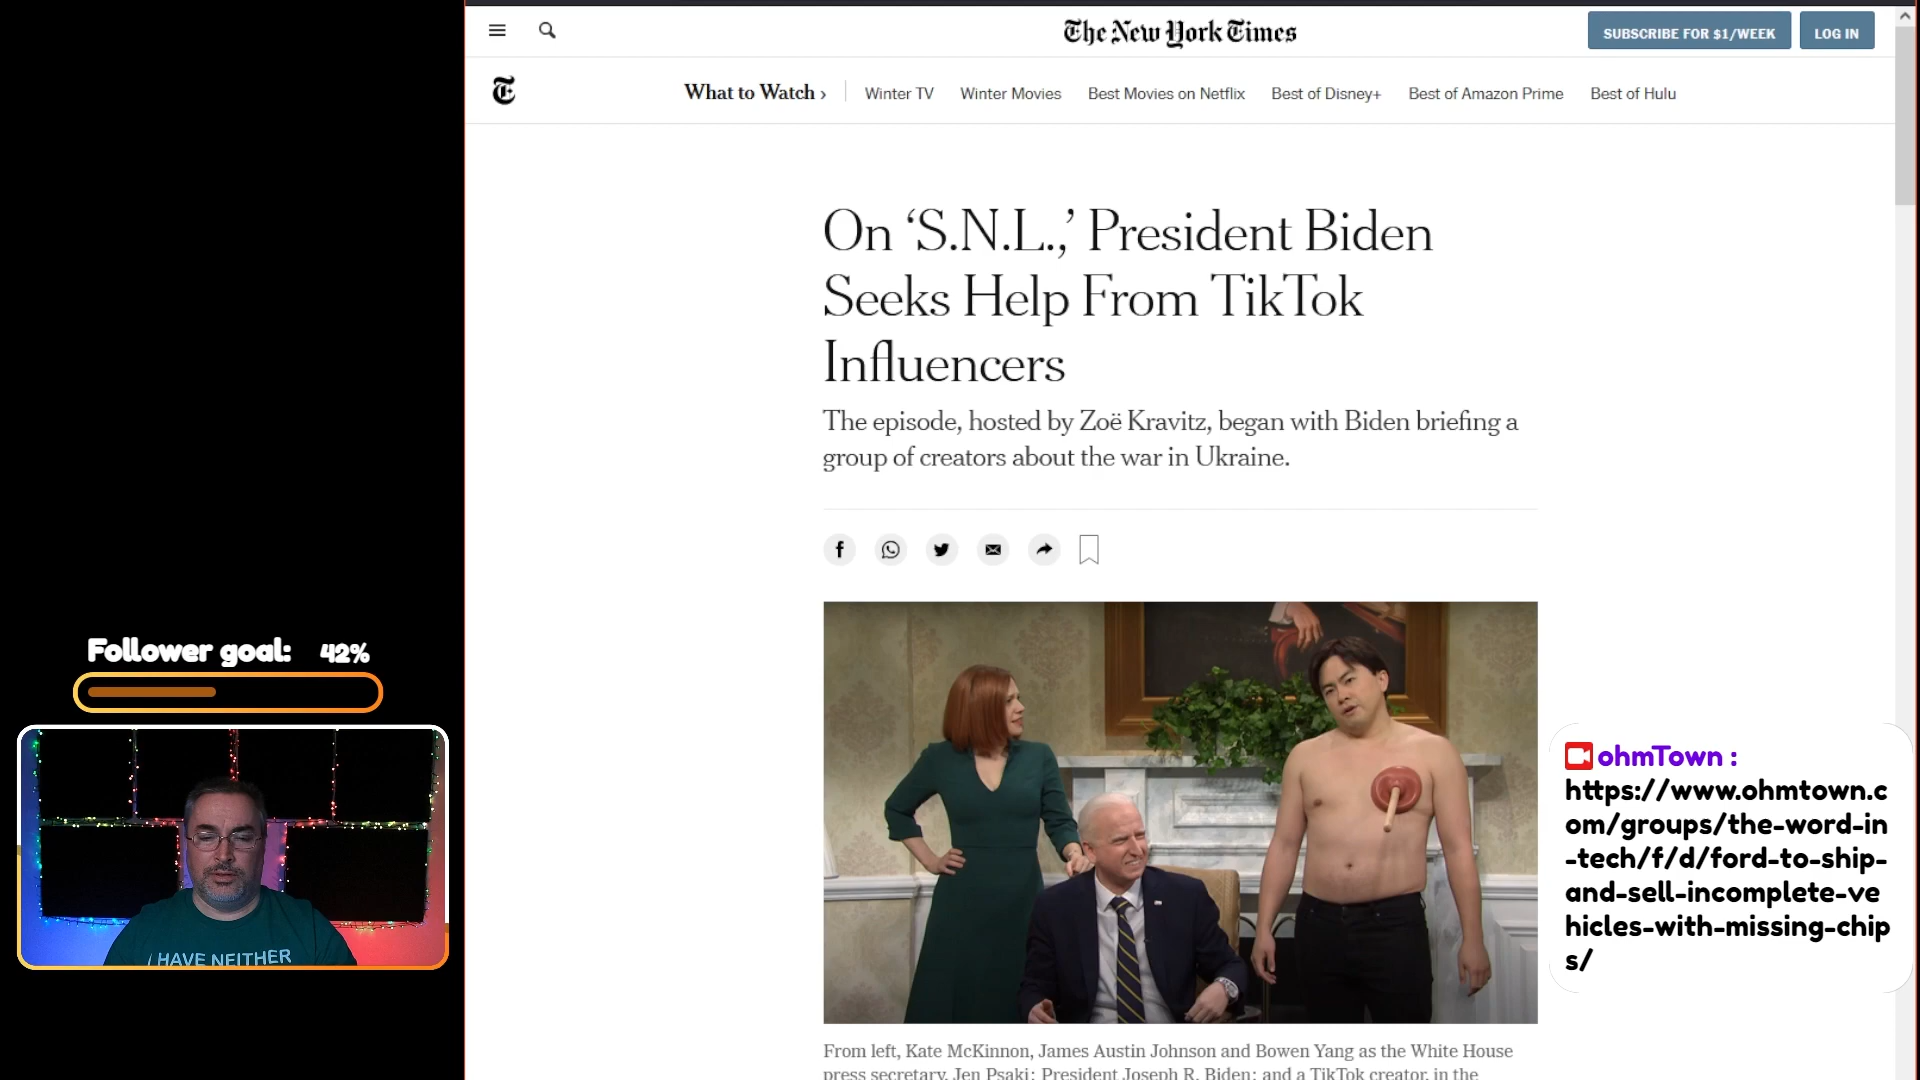 The New York Times
SUBSCRIBE FOR $1/WEEK
LOG IN
What to Watch ›
Winter TV
Winter Movies
Best Movies on Netflix
Best of Disney+
Best of Amazon Prime
Best of Hulu
On ‘S.N.L.,’ President Biden
Seeks Help From TikTok
Influencers
The episode, hosted by Zoë Kravitz, began with Biden briefing a
group of creators about the war in Ukraine.
From left, Kate McKinnon, James Austin Johnson and Bowen Yang as the White House
press secretary, Jen Psaki; President Joseph R. Biden; and a TikTok creator, in the
Follower goal: 42%
I HAVE NEITHER
ohmTown :
https://www.ohmtown.c
om/groups/the-word-in
-tech/f/d/ford-to-ship-
and-sell-incomplete-ve
hicles-with-missing-chip
s/